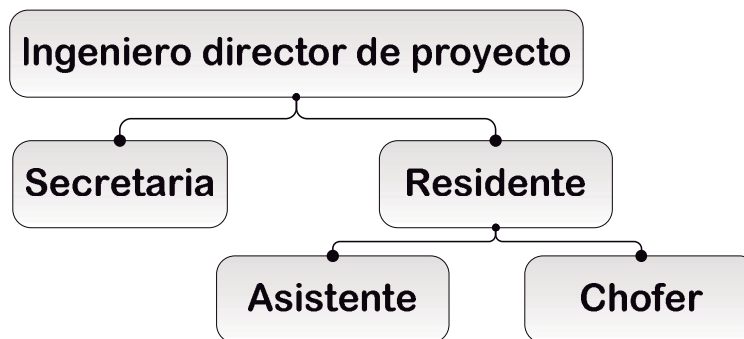 Ingeniero director de proyecto
Secretaria
Residente
Asistente
Chofer